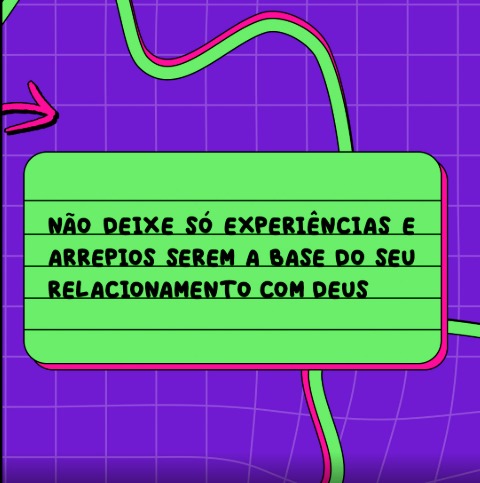 NÃO DEIXE SÓ EXPERIÊNCIAS E
ARREPIOS SEREM A BASE DO SEU
RELACIONAMENTO COM DEUS